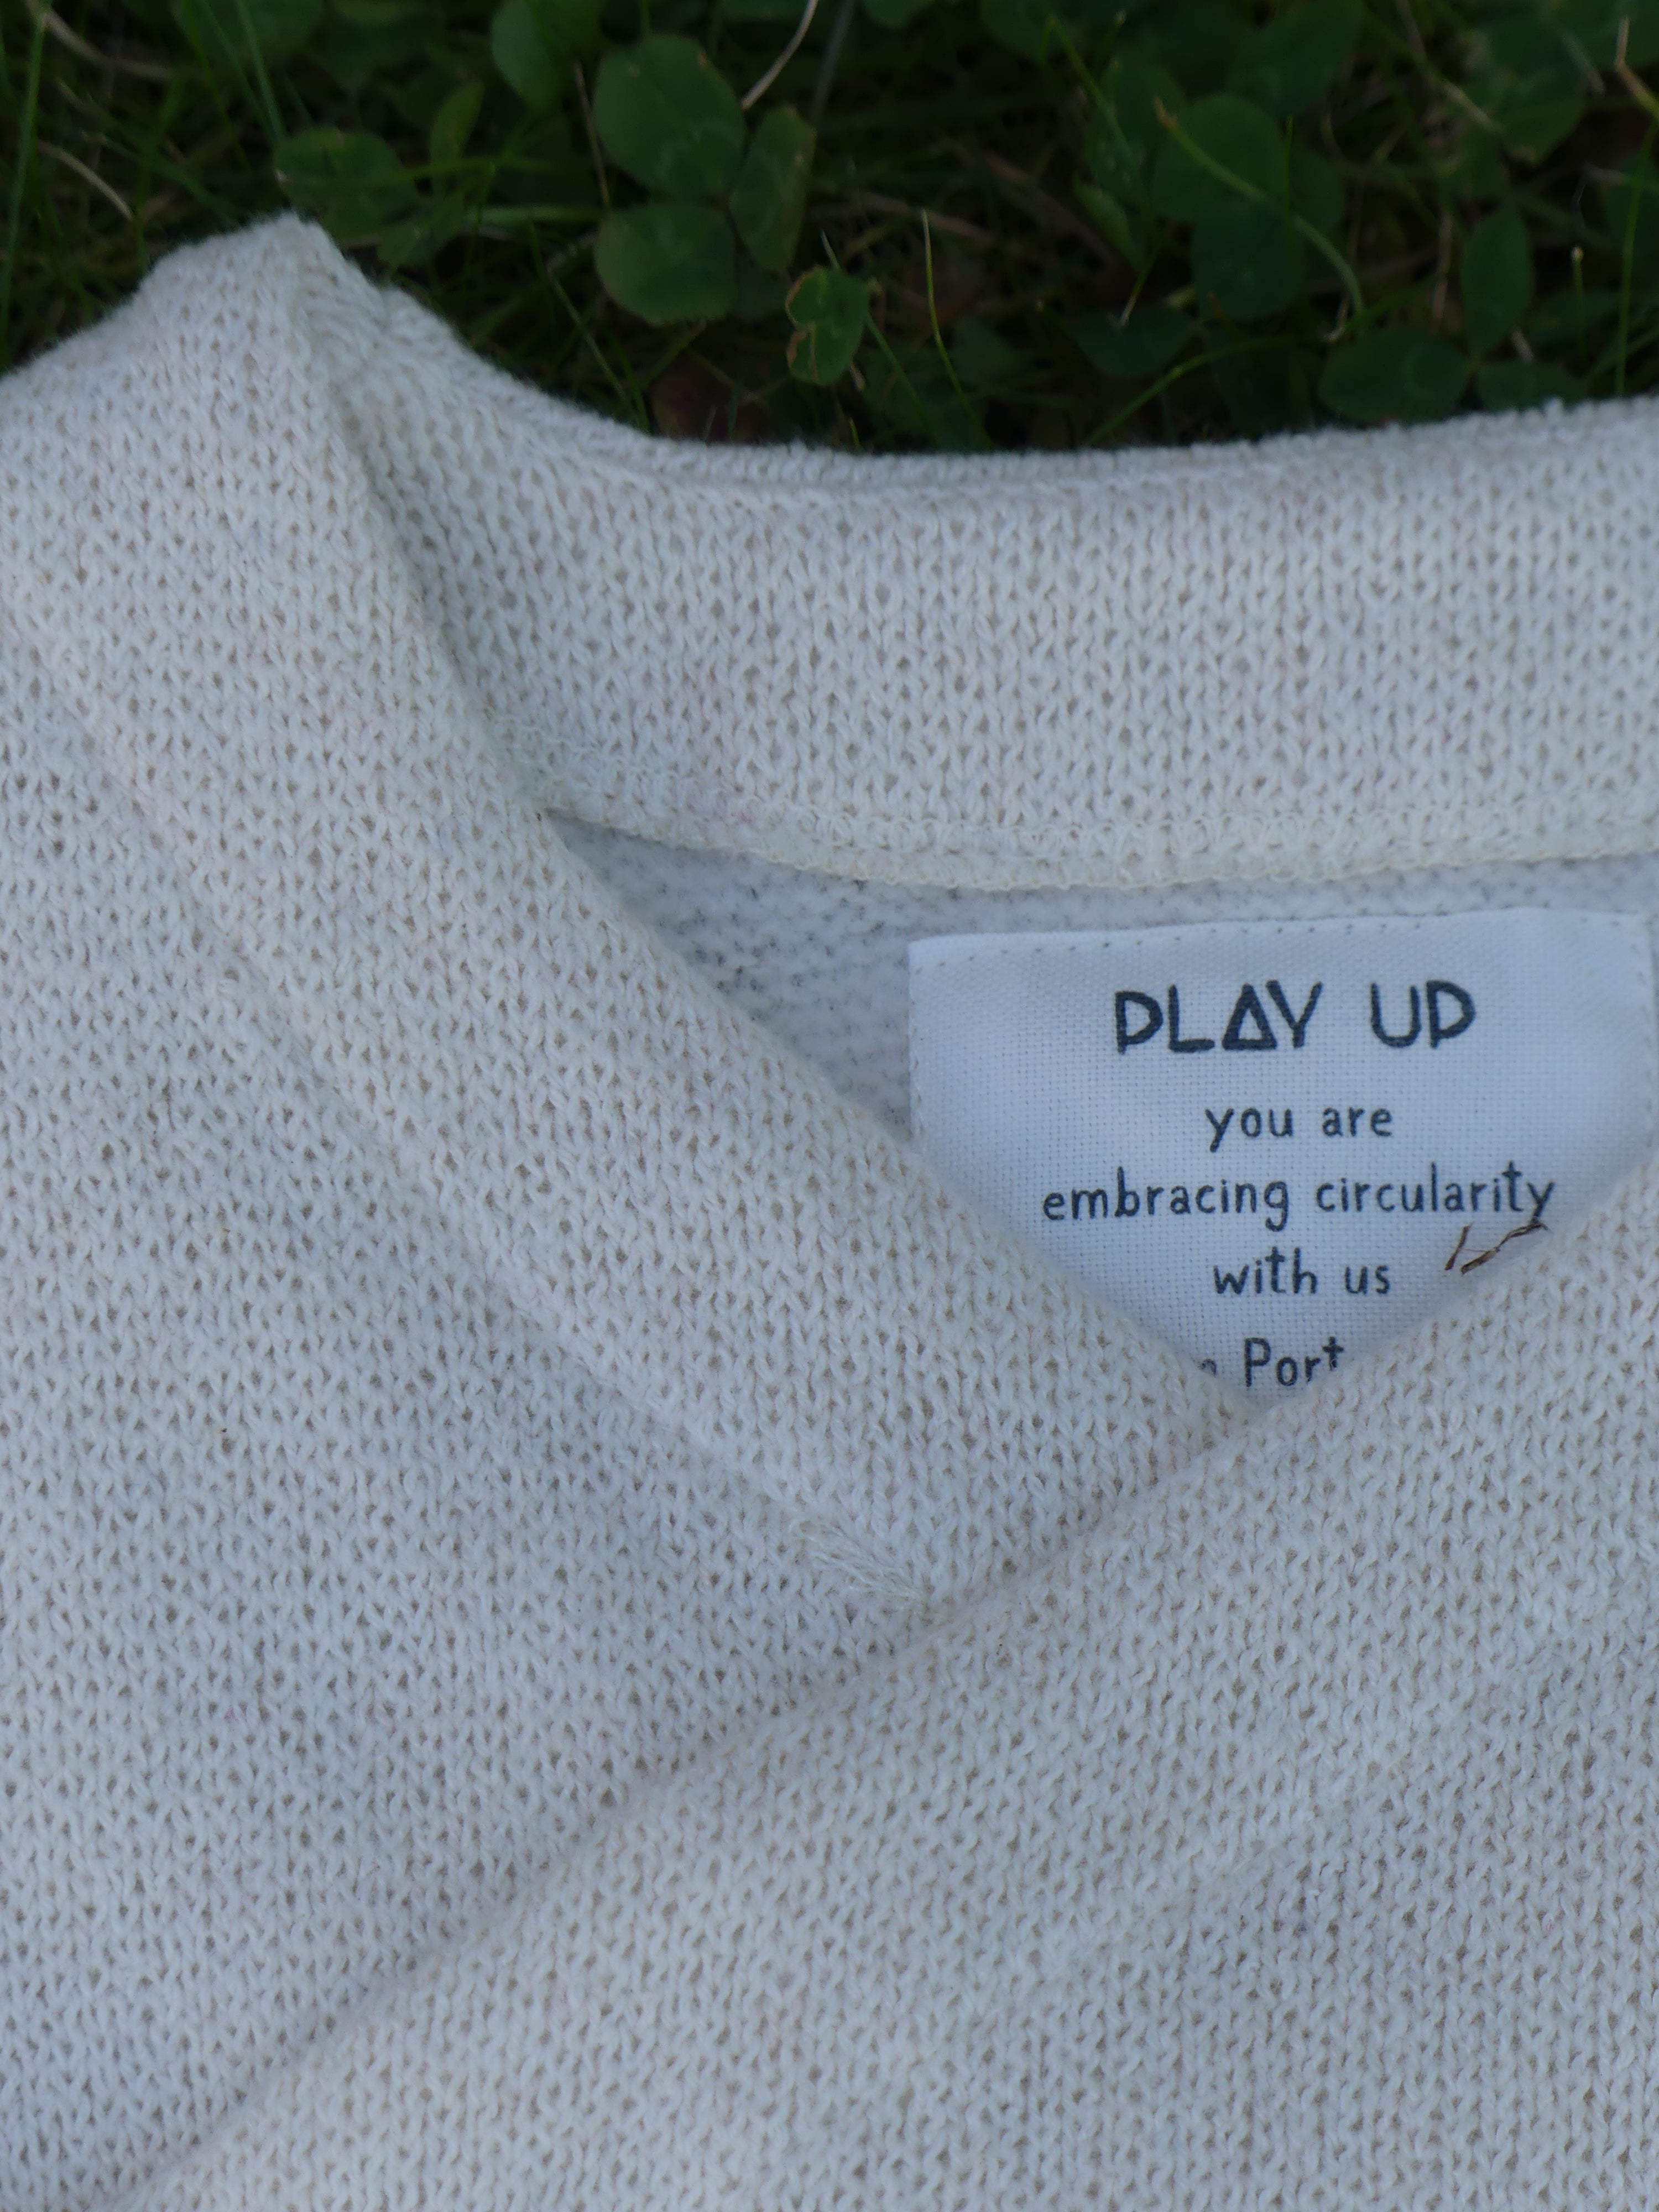 PLAY UP
you are
embracing circularity
with us